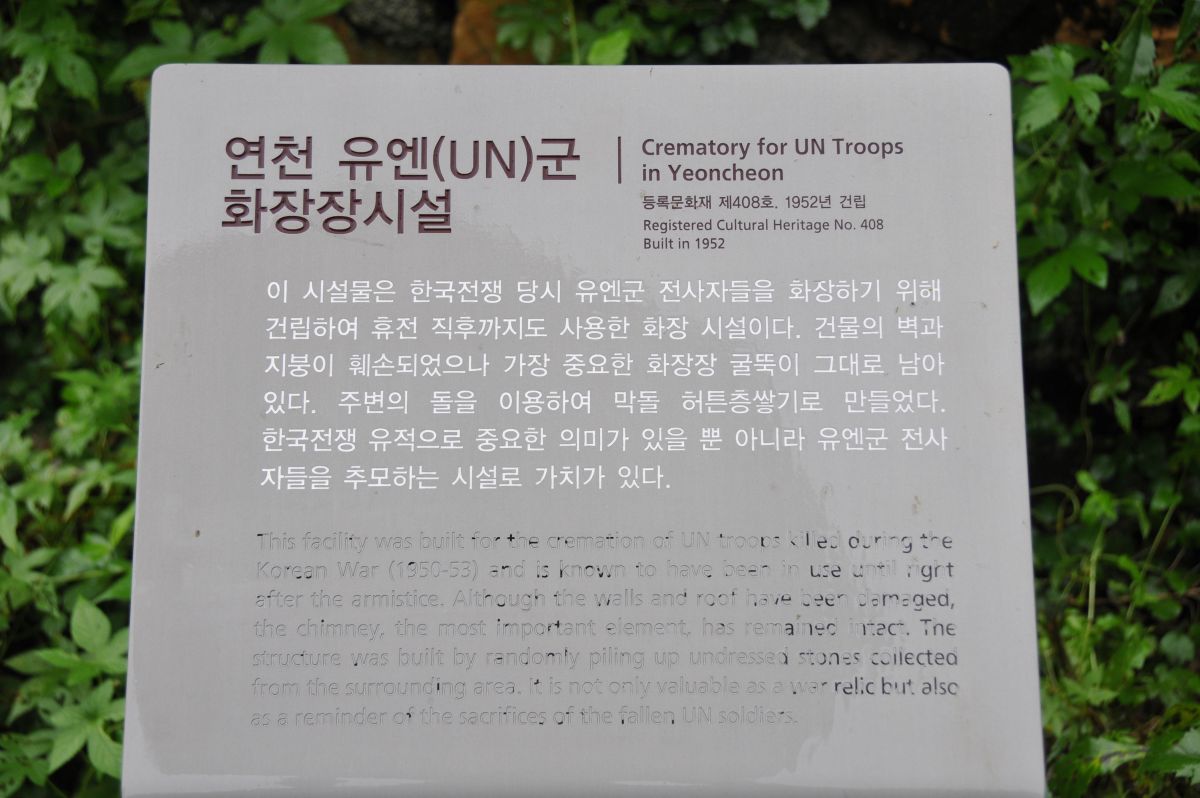 연천 유엔(UN)군
화장장시설
Crematory for UN Troops
in Yeoncheon
등록문화재 제408호, 1952년 건립
Registered Cultural Heritage No. 408
Built in 1952
이 시설물은 한국전쟁 당시 유엔군 전사자들을 화장하기 위해
건립하여 휴전 직후까지도 사용한 화장 시설이다. 건물의 벽과
지붕이 훼손되었으나 가장 중요한 화장장 굴뚝이 그대로 남아
있다. 주변의 돌을 이용하여 막돌 허튼층쌓기로 만들었다.
한국전쟁 유적으로 중요한 의미가 있을 뿐 아니라 유엔군 전사
자들을 추모하는 시설로 가치가 있다.
This facility was built for the cremation of UN troops killed during the
Korean War (1950-53) and is known to have been in use until right
after the armistice. Although the walls and roof have been damaged,
the chimney, the most important element, has remained intact. The
structure was built by randomly piling up undressed stones collected
from the surrounding area. It is not only valuable as a war relic but also
as a reminder of the sacrifices of the fallen UN soldiers.